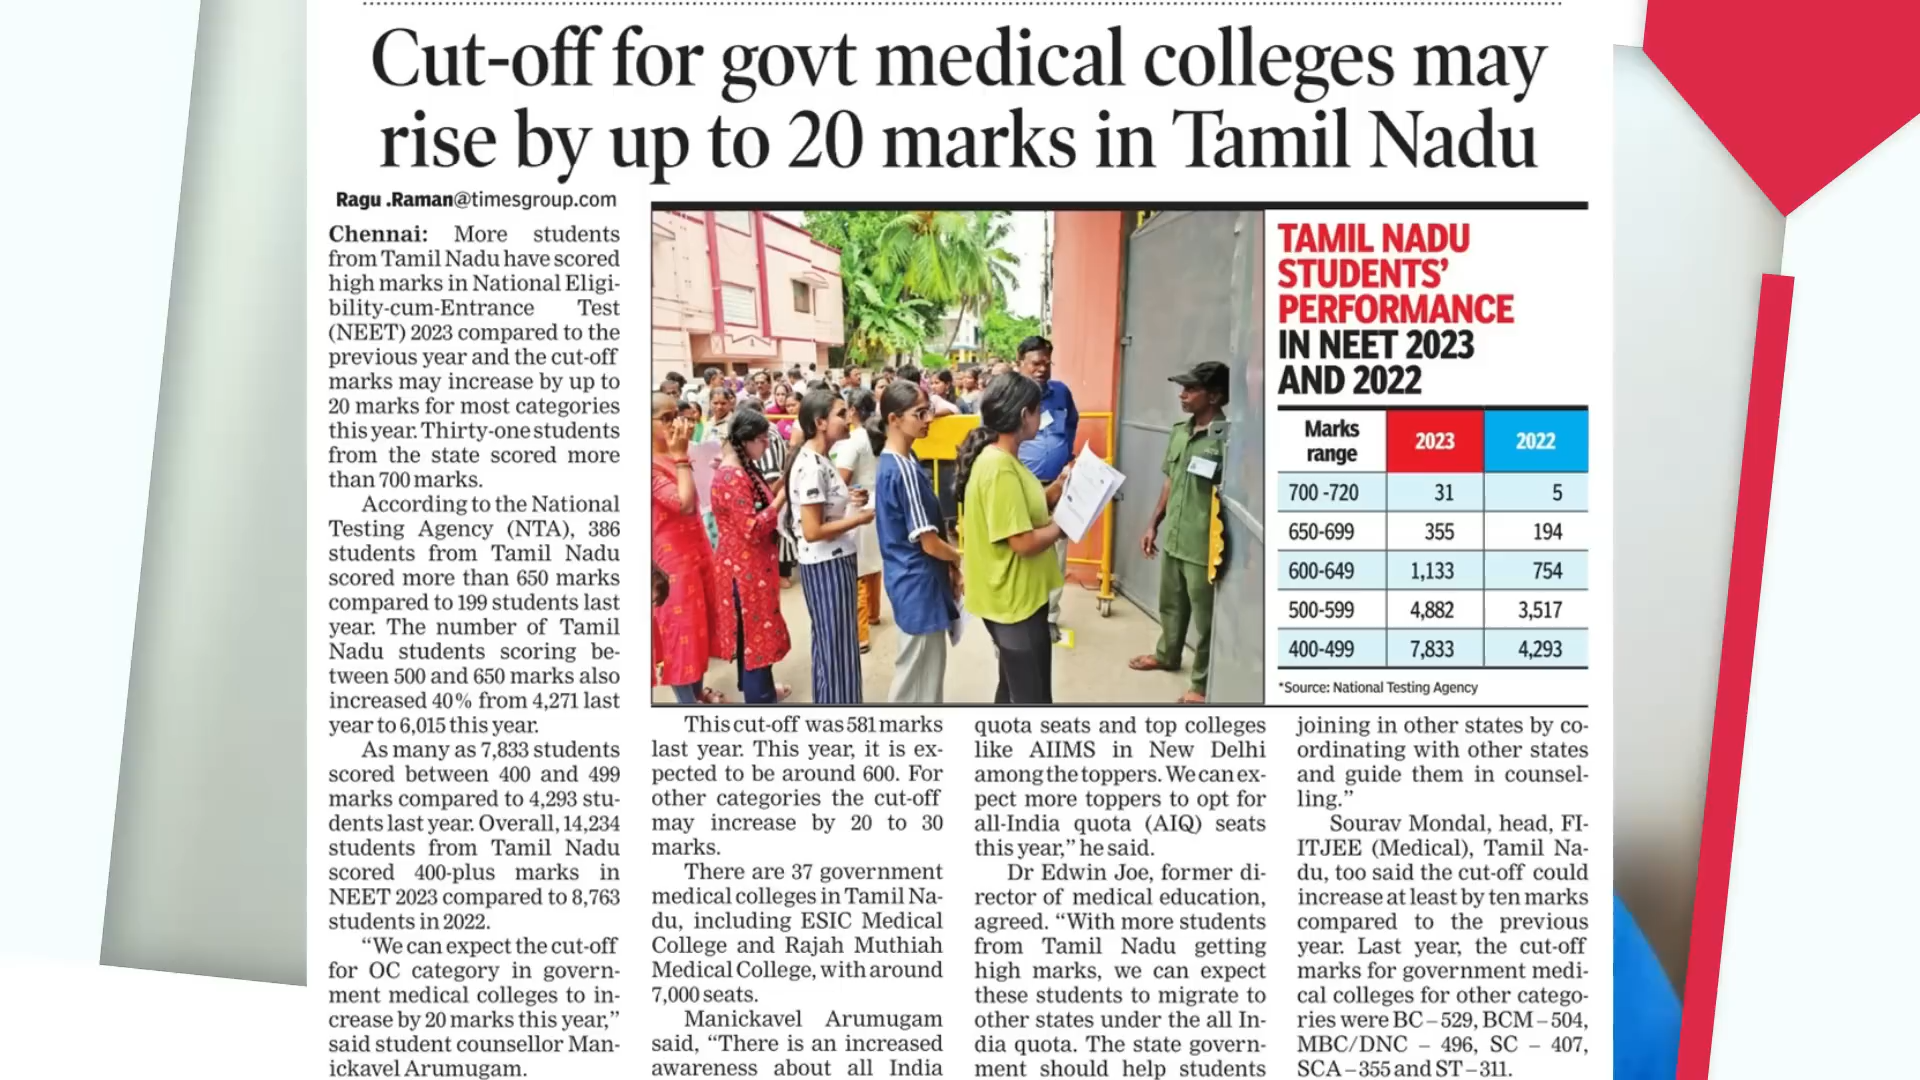 Cut-off for govt medical colleges may
rise by up to 20 marks in Tamil Nadu
Ragu .Raman@timesgroup.com
Chennai: More students
from Tamil Nadu have scored
high marks in National Eligi-
bility-cum-Entrance Test
(NEET) 2023 compared to the
previous year and the cut-off
marks may increase by up to
20 marks for most categories
this year. Thirty-one students
from the state scored more
than 700 marks.
According to the National
Testing Agency (NTA), 386
students from Tamil Nadu
scored more than 650 marks
compared to 199 students last
year. The number of Tamil
Nadu students scoring be-
tween 500 and 650 marks also
increased 40% from 4,271 last
year to 6,015 this year.
As many as 7,833 students
scored between 400 and 499
marks compared to 4,293 stu-
dents last year. Overall, 14,234
students from Tamil Nadu
scored 400-plus marks in
NEET 2023 compared to 8,763
students in 2022.
“We can expect the cut-off
for OC category in govern-
ment medical colleges to in-
crease by 20 marks this year,”
said student counsellor Man-
ickavel Arumugam.
TAMIL NADU
STUDENTS’
PERFORMANCE
IN NEET 2023
AND 2022
Marks range 2023 2022
700 -720 31 5
650-699 355 194
600-649 1,133 754
500-599 4,882 3,517
400-499 7,833 4,293
*Source: National Testing Agency
This cut-off was 581 marks
last year. This year, it is ex-
pected to be around 600. For
other categories the cut-off
may increase by 20 to 30
marks.
There are 37 government
medical colleges in Tamil Na-
du, including ESIC Medical
College and Rajah Muthiah
Medical College, with around
7,000 seats.
Manickavel Arumugam
said, “There is an increased
awareness about all India
quota seats and top colleges
like AIIMS in New Delhi
among the toppers. We can ex-
pect more toppers to opt for
all-India quota (AIQ) seats
this year,” he said.
Dr Edwin Joe, former di-
rector of medical education,
agreed. “With more students
from Tamil Nadu getting
high marks, we can expect
these students to migrate to
other states under the all In-
dia quota. The state govern-
ment should help students
joining in other states by co-
ordinating with other states
and guide them in counsel-
ling.”
Sourav Mondal, head, FI-
ITJEE (Medical), Tamil Na-
du, too said the cut-off could
increase at least by ten marks
compared to the previous
year. Last year, the cut-off
marks for government medi-
cal colleges for other catego-
ries were BC – 529, BCM – 504,
MBC/DNC – 496, SC – 407,
SCA – 355 and ST – 311.